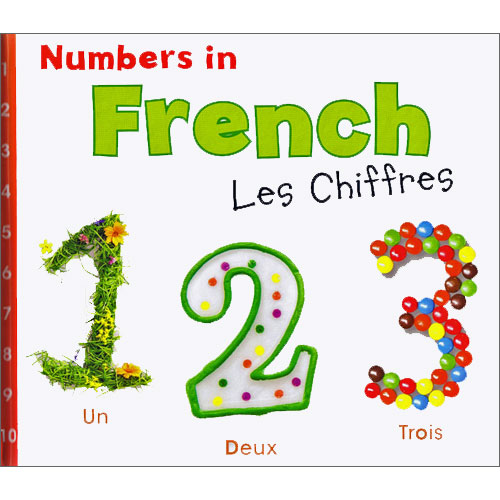 Numbers in
French
Les Chiffres
1
2
3
4
5
6
7
8
9
10
1 2 3
Un
Deux
Trois